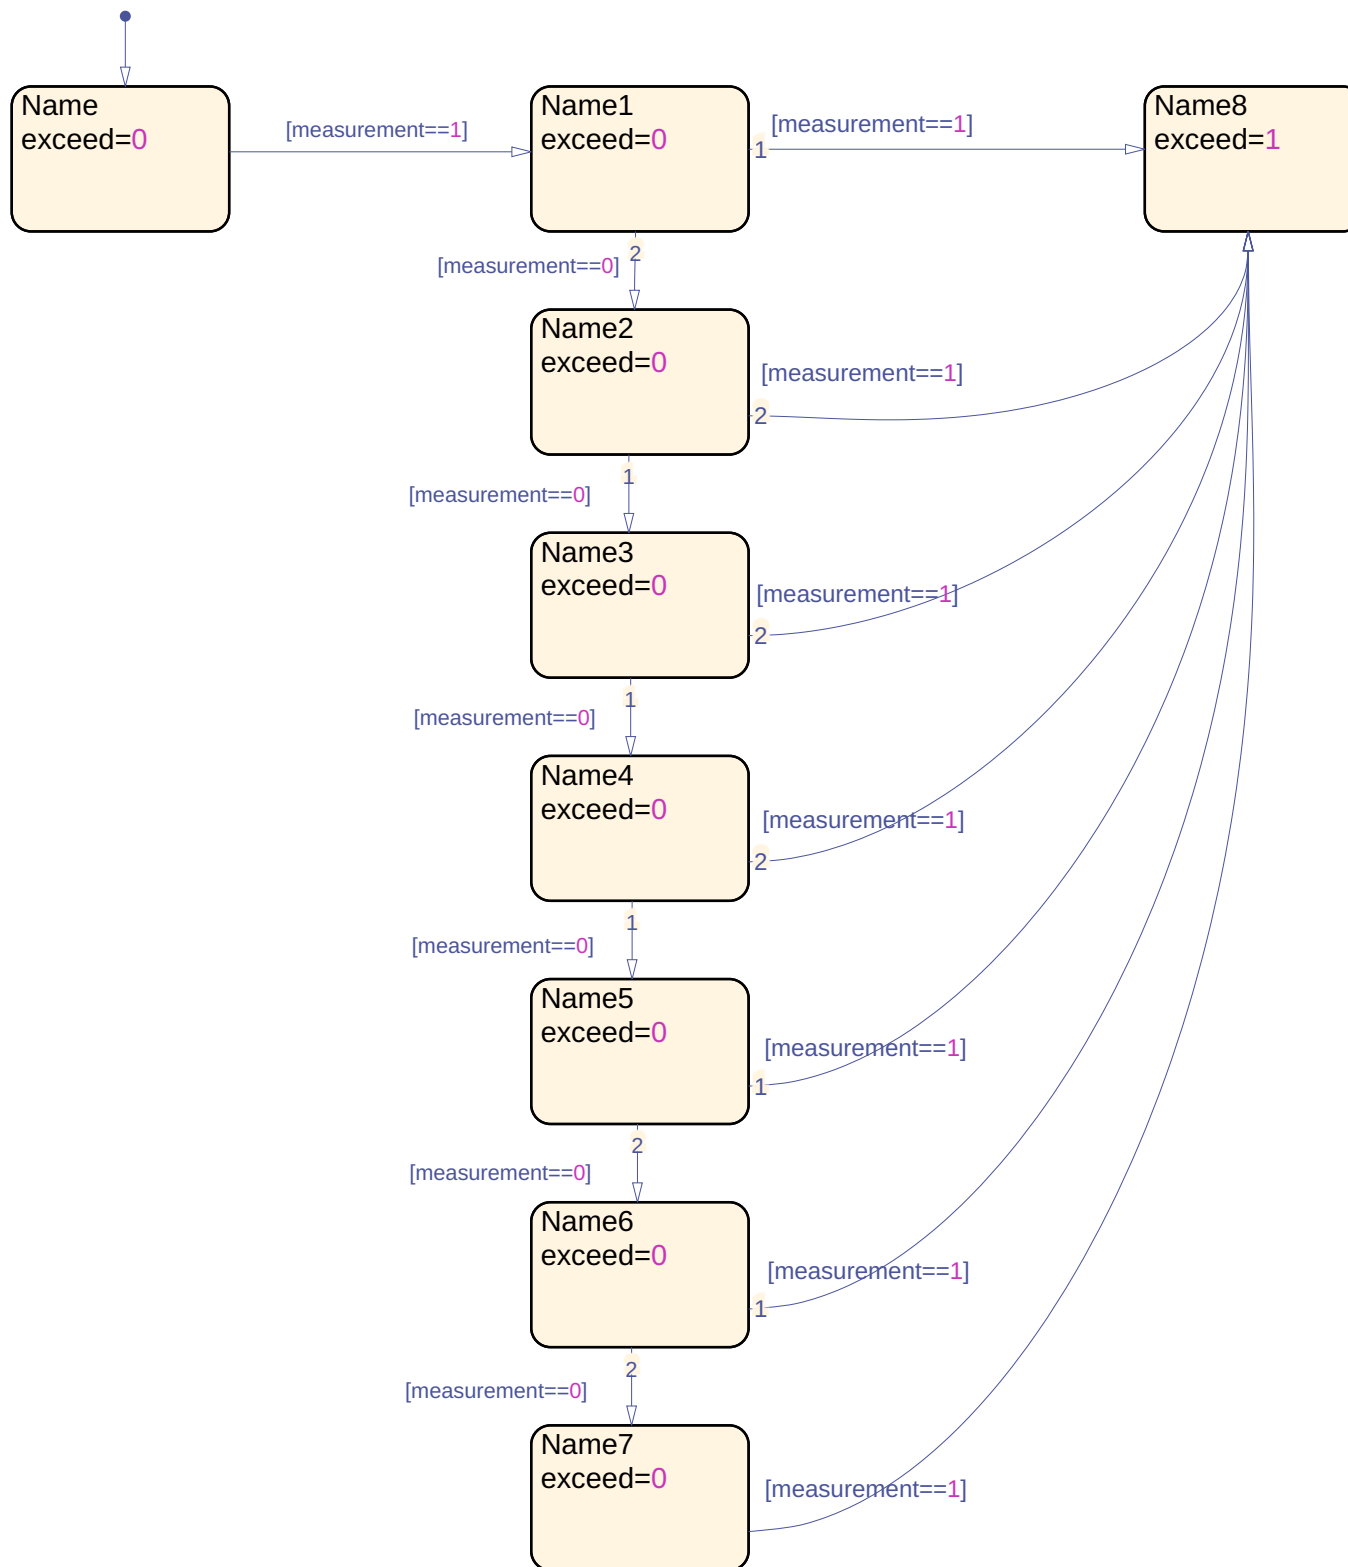 Name
exceed=0
[measurement==1]
Name1
exceed=0
[measurement==1]
1
Name8
exceed=1
2
[measurement==0]
Name2
exceed=0
[measurement==1]
2
1
[measurement==0]
Name3
exceed=0
[measurement==1]
2
1
[measurement==0]
Name4
exceed=0
[measurement==1]
2
1
[measurement==0]
Name5
exceed=0
[measurement==1]
1
2
[measurement==0]
Name6
exceed=0
[measurement==1]
1
2
[measurement==0]
Name7
exceed=0
[measurement==1]